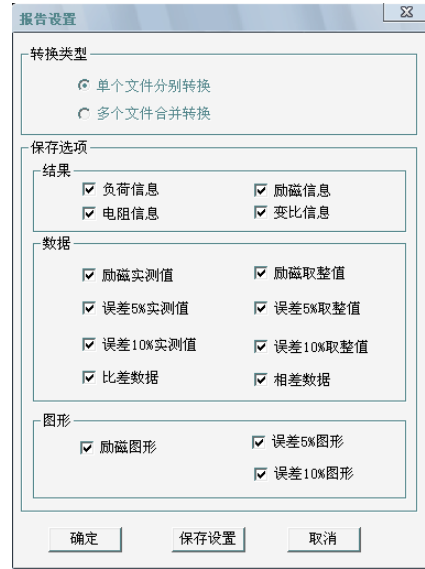 报告设置
转换类型
单个文件分别转换
多个文件合并转换
保存选项
结果
负荷信息 励磁信息
电阻信息 变比信息
数据
励磁实测值 励磁取整值
误差5%实测值 误差5%取整值
误差10%实测值 误差10%取整值
比差数据 相差数据
图形
励磁图形 误差5%图形
误差10%图形
确定 保存设置 取消